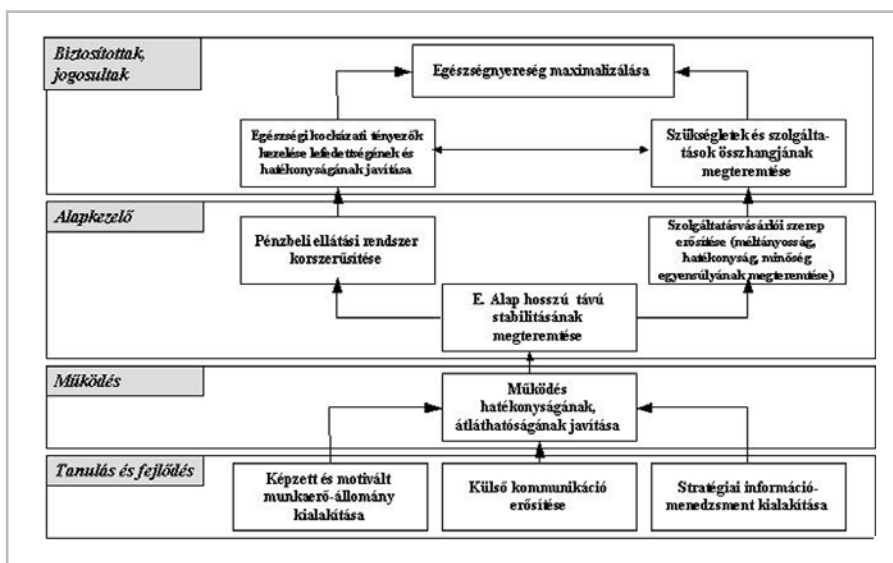 Biztosítottak,
jogosultak
Egészségnyereség maximalizálása
Egészségi kockázati tényezők
kezelése lefedettségének és
hatékonyságának javítása
Szükségletek és szolgálta-
tások összhangjának
megteremtése
Alapkezelő
Pénzbeli ellátási rendszer
korszerűsítése
Szolgáltatásvásárlói szerep
erősítése (méltányosság,
hatékonyság, minőség
egyensúlyának megteremtése)
E. Alap hosszú távú
stabilitásának
megteremtése
Működés
Működés
hatékonyságának,
átláthatóságának javítása
Tanulás és fejlődés
Képzett és motivált
munkaerő-állomány
kialakítása
Külső kommunikáció
erősítése
Stratégiai információ-
menedzsment kialakítása